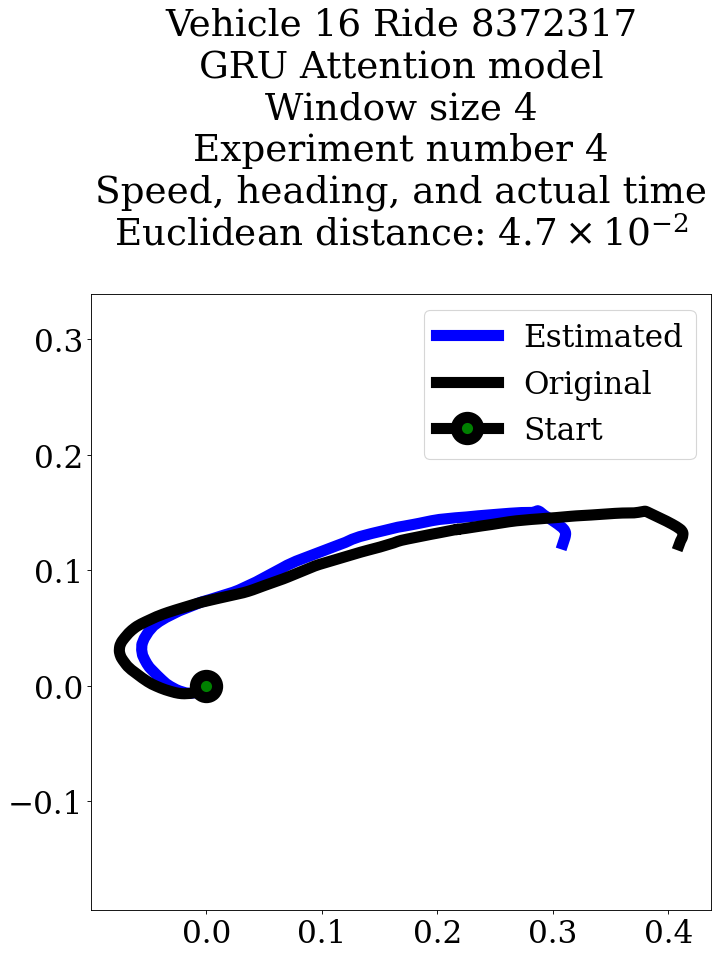 Vehicle 16 Ride 8372317
GRU Attention model
Window size 4
Experiment number 4
Speed, heading, and actual time
Euclidean distance: 4.7 × 10⁻²
Estimated
Original
Start
0.3
0.2
0.1
0.0
−0.1
0.0 0.1 0.2 0.3 0.4